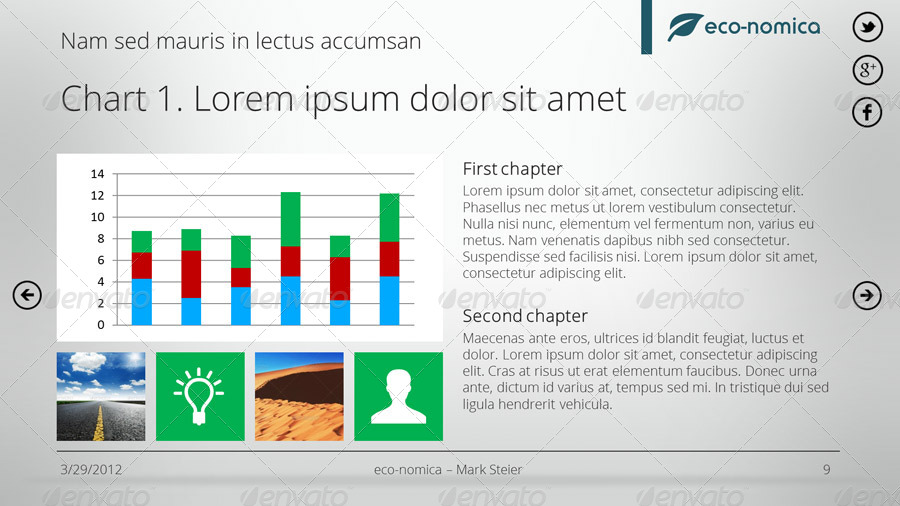 Nam sed mauris in lectus accumsan
eco-nomica
Chart 1. Lorem ipsum dolor sit amet
g+
f
14
12
10
8
6
4
2
0
First chapter
Lorem ipsum dolor sit amet, consectetur adipiscing elit.
Phasellus nec metus ut lorem vestibulum consectetur.
Nulla nisi nunc, elementum vel fermentum non, varius eu
metus. Nam venenatis dapibus nibh sed consectetur.
Suspendisse sed facilisis nisi. Lorem ipsum dolor sit amet,
consectetur adipiscing elit.
Second chapter
Maecenas ante eros, ultrices id blandit feugiat, luctus et
dolor. Lorem ipsum dolor sit amet, consectetur adipiscing
elit. Cras at risus ut erat elementum faucibus. Donec urna
ante, dictum id varius at, tempus sed mi. In tristique dui sed
ligula hendrerit vehicula.
3/29/2012
eco-nomica – Mark Steier
9
envato